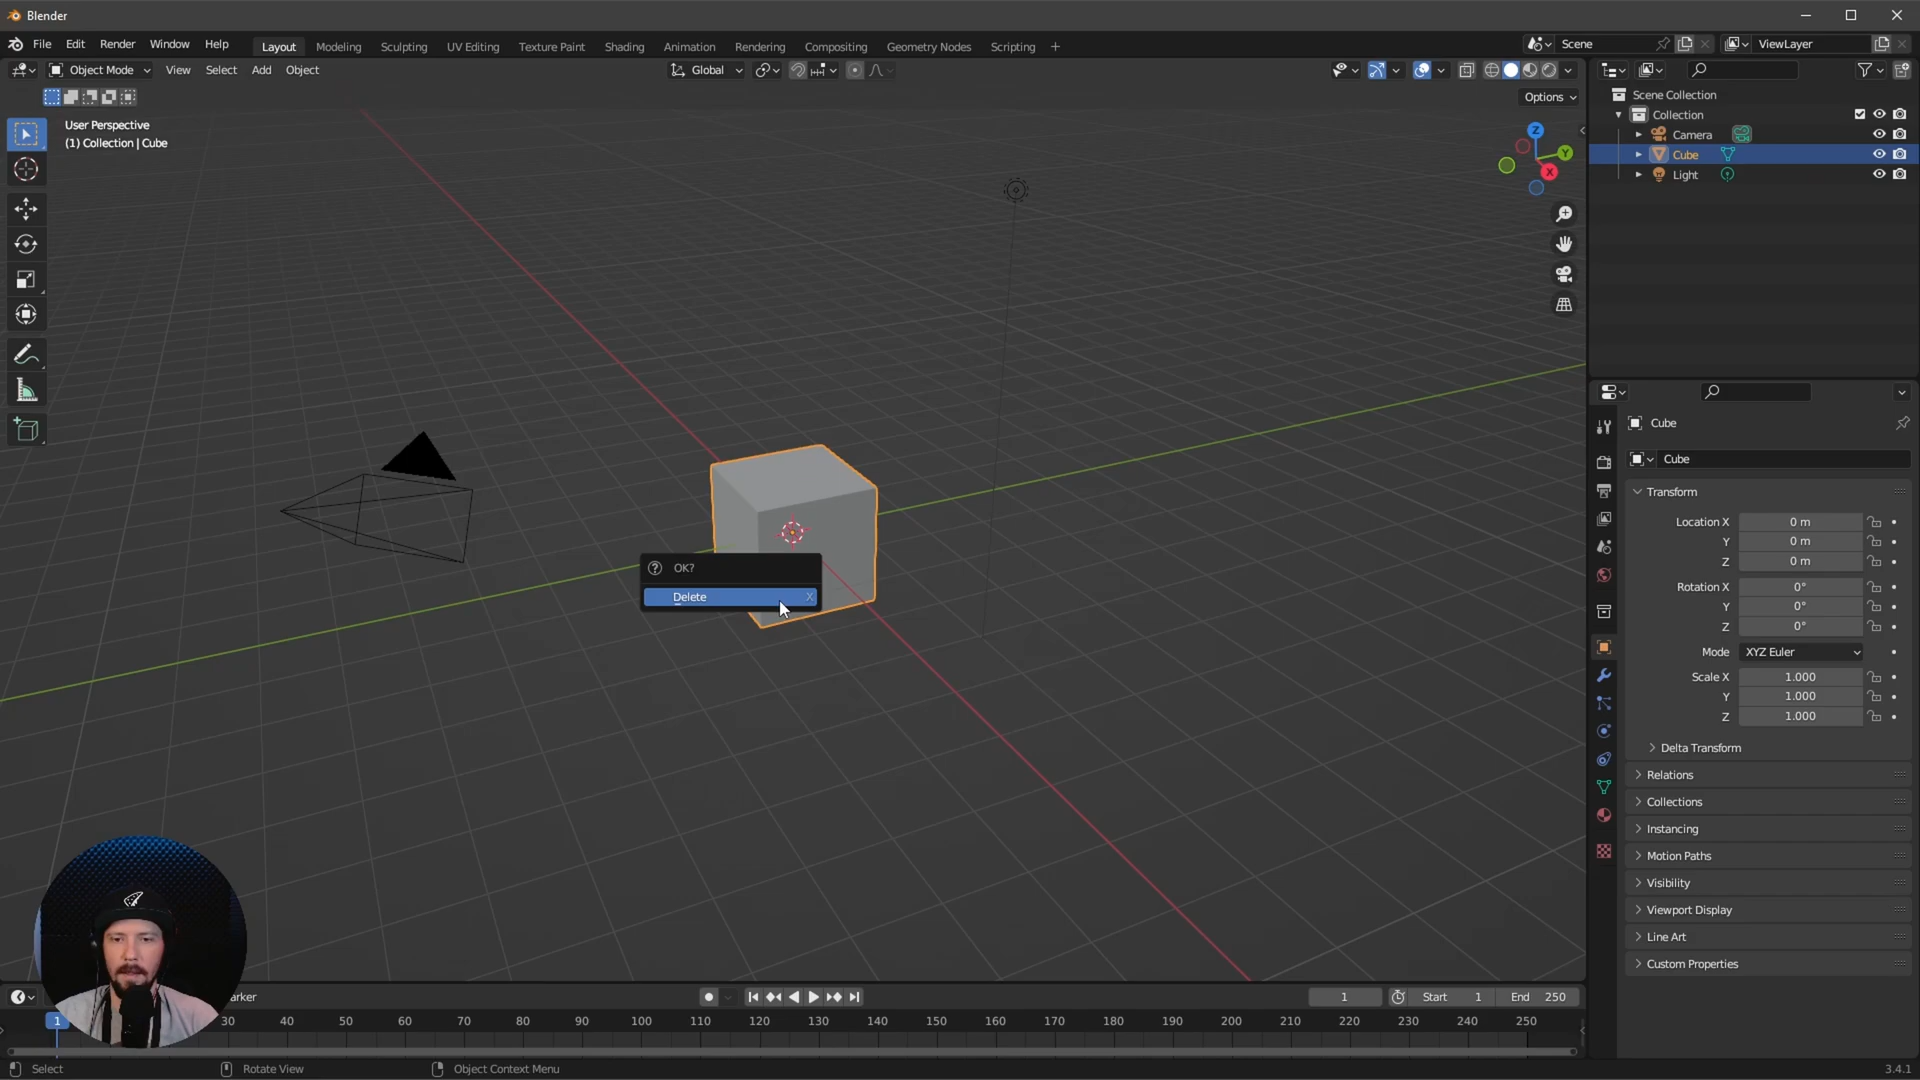 Blender
File Edit Render Window Help Layout Modeling Sculpting UV Editing Texture Paint Shading Animation Rendering Compositing Geometry Nodes Scripting + Scene ViewLayer
Object Mode View Select Add Object Global
Options
User Perspective
(1) Collection | Cube
Z
Y
X
Scene Collection
Collection
Camera
Cube
Light
OK?
Delete X
Cube
Cube
Transform
Location X 0 m
Y 0 m
Z 0 m
Rotation X 0°
Y 0°
Z 0°
Mode XYZ Euler
Scale X 1.000
Y 1.000
Z 1.000
Delta Transform
Relations
Collections
Instancing
Motion Paths
Visibility
Viewport Display
Line Art
Custom Properties
arker 1 Start 1 End 250
1 30 40 50 60 70 80 90 100 110 120 130 140 150 160 170 180 190 200 210 220 230 240 250
Select Rotate View Object Context Menu 3.4.1